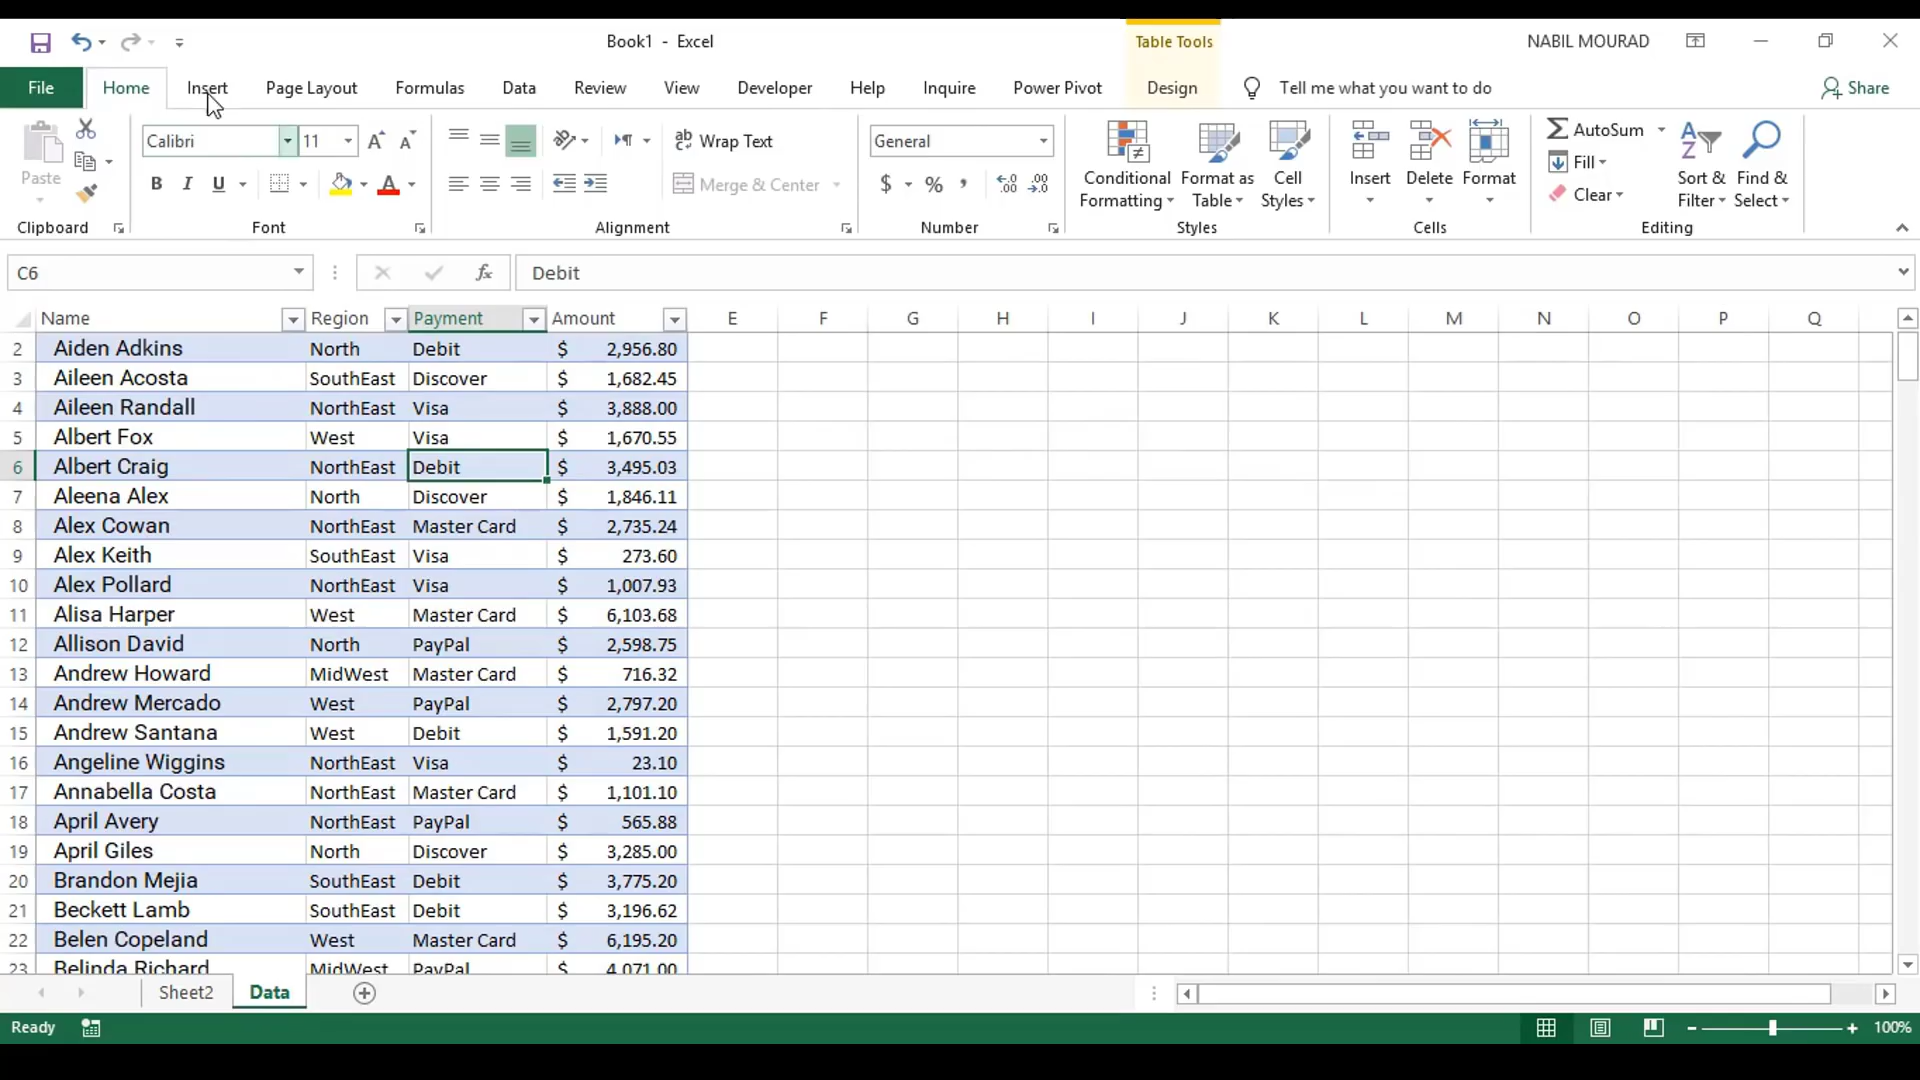 Book1 - Excel
Table Tools
NABIL MOURAD
File Home Insert Page Layout Formulas Data Review View Developer Help Inquire Power Pivot Design Tell me what you want to do Share
Paste
Calibri 11
B I U
ab Wrap Text
Merge & Center
General
$ % ,
Conditional Formatting
Format as Table
Cell Styles
Insert
Delete
Format
AutoSum
Fill
Clear
Sort & Filter
Find & Select
Clipboard Font Alignment Number Styles Cells Editing
C6 fx Debit
Name Region Payment Amount E F G H I J K L M N O P Q
2 Aiden Adkins North Debit $ 2,956.80
3 Aileen Acosta SouthEast Discover $ 1,682.45
4 Aileen Randall NorthEast Visa $ 3,888.00
5 Albert Fox West Visa $ 1,670.55
6 Albert Craig NorthEast Debit $ 3,495.03
7 Aleena Alex North Discover $ 1,846.11
8 Alex Cowan NorthEast Master Card $ 2,735.24
9 Alex Keith SouthEast Visa $ 273.60
10 Alex Pollard NorthEast Visa $ 1,007.93
11 Alisa Harper West Master Card $ 6,103.68
12 Allison David North PayPal $ 2,598.75
13 Andrew Howard MidWest Master Card $ 716.32
14 Andrew Mercado West PayPal $ 2,797.20
15 Andrew Santana West Debit $ 1,591.20
16 Angeline Wiggins NorthEast Visa $ 23.10
17 Annabella Costa NorthEast Master Card $ 1,101.10
18 April Avery NorthEast PayPal $ 565.88
19 April Giles North Discover $ 3,285.00
20 Brandon Mejia SouthEast Debit $ 3,775.20
21 Beckett Lamb SouthEast Debit $ 3,196.62
22 Belen Copeland West Master Card $ 6,195.20
23 Belinda Richard MidWest PayPal $ 4,071.00
Sheet2 Data
Ready 100%